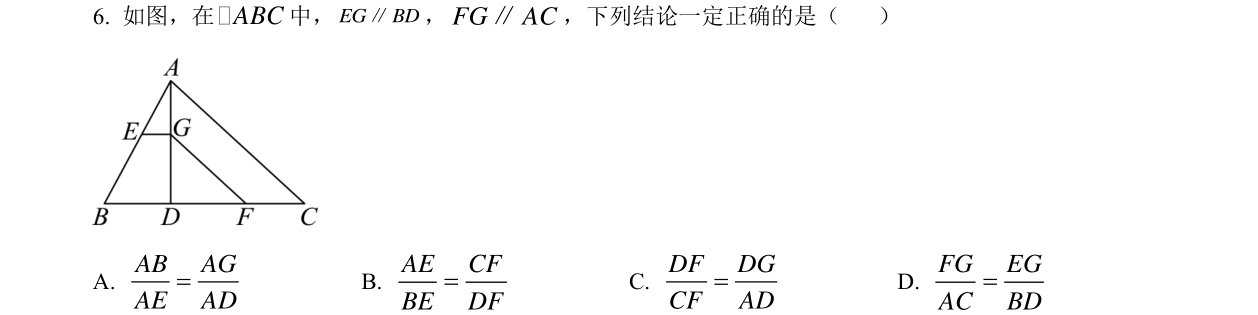 6. 如图，在□ABC中，EG∥BD，FG∥AC，下列结论一定正确的是（  ）
A
E G
B D F C
A. AB/AE = AG/AD B. AE/BE = CF/DF C. DF/CF = DG/AD D. FG/AC = EG/BD